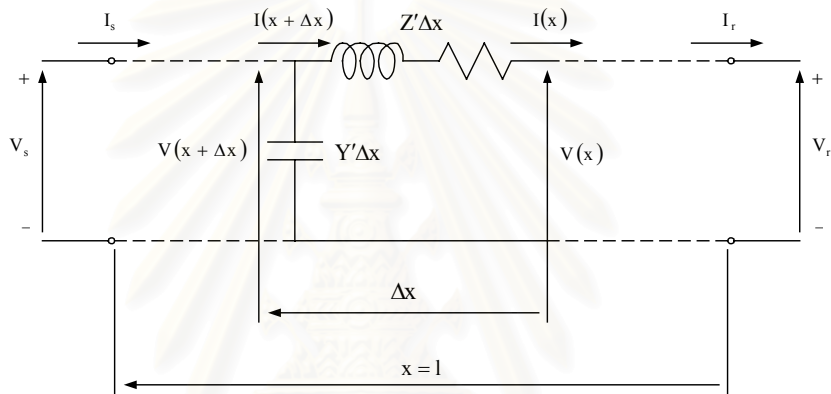 I_s
I(x + Δx)
Z′Δx
I(x)
I_r
+
+
V_s
V(x + Δx)
Y′Δx
V(x)
V_r
−
−
Δx
x = l